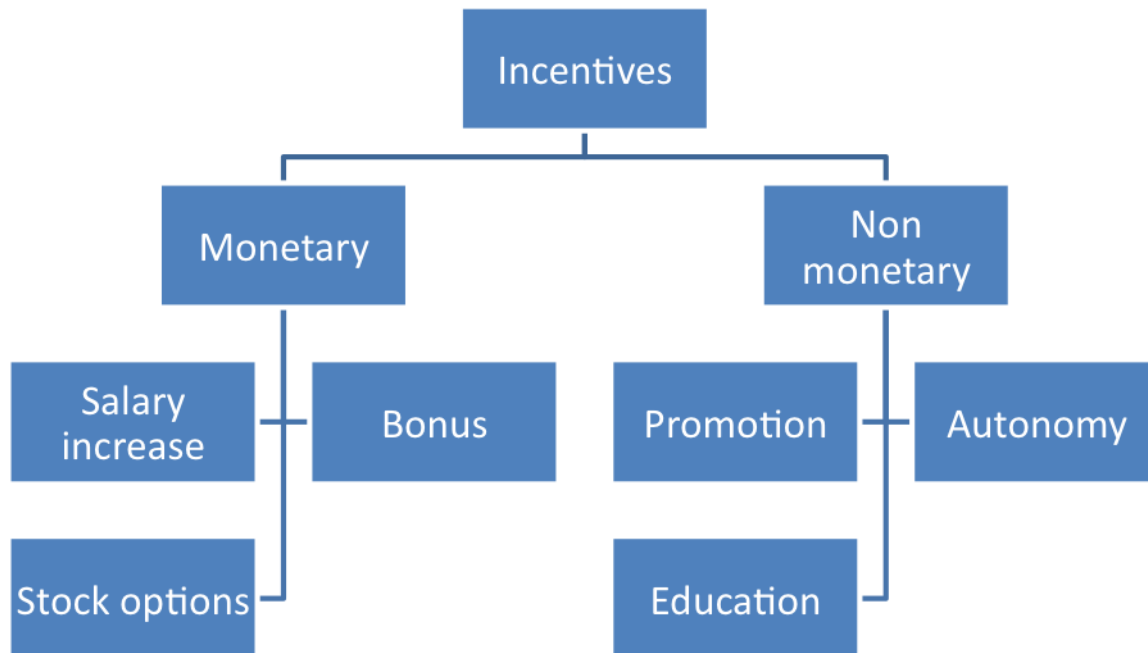 Incentives
Monetary
Non
monetary
Salary
increase
Bonus
Promotion
Autonomy
Stock options
Education